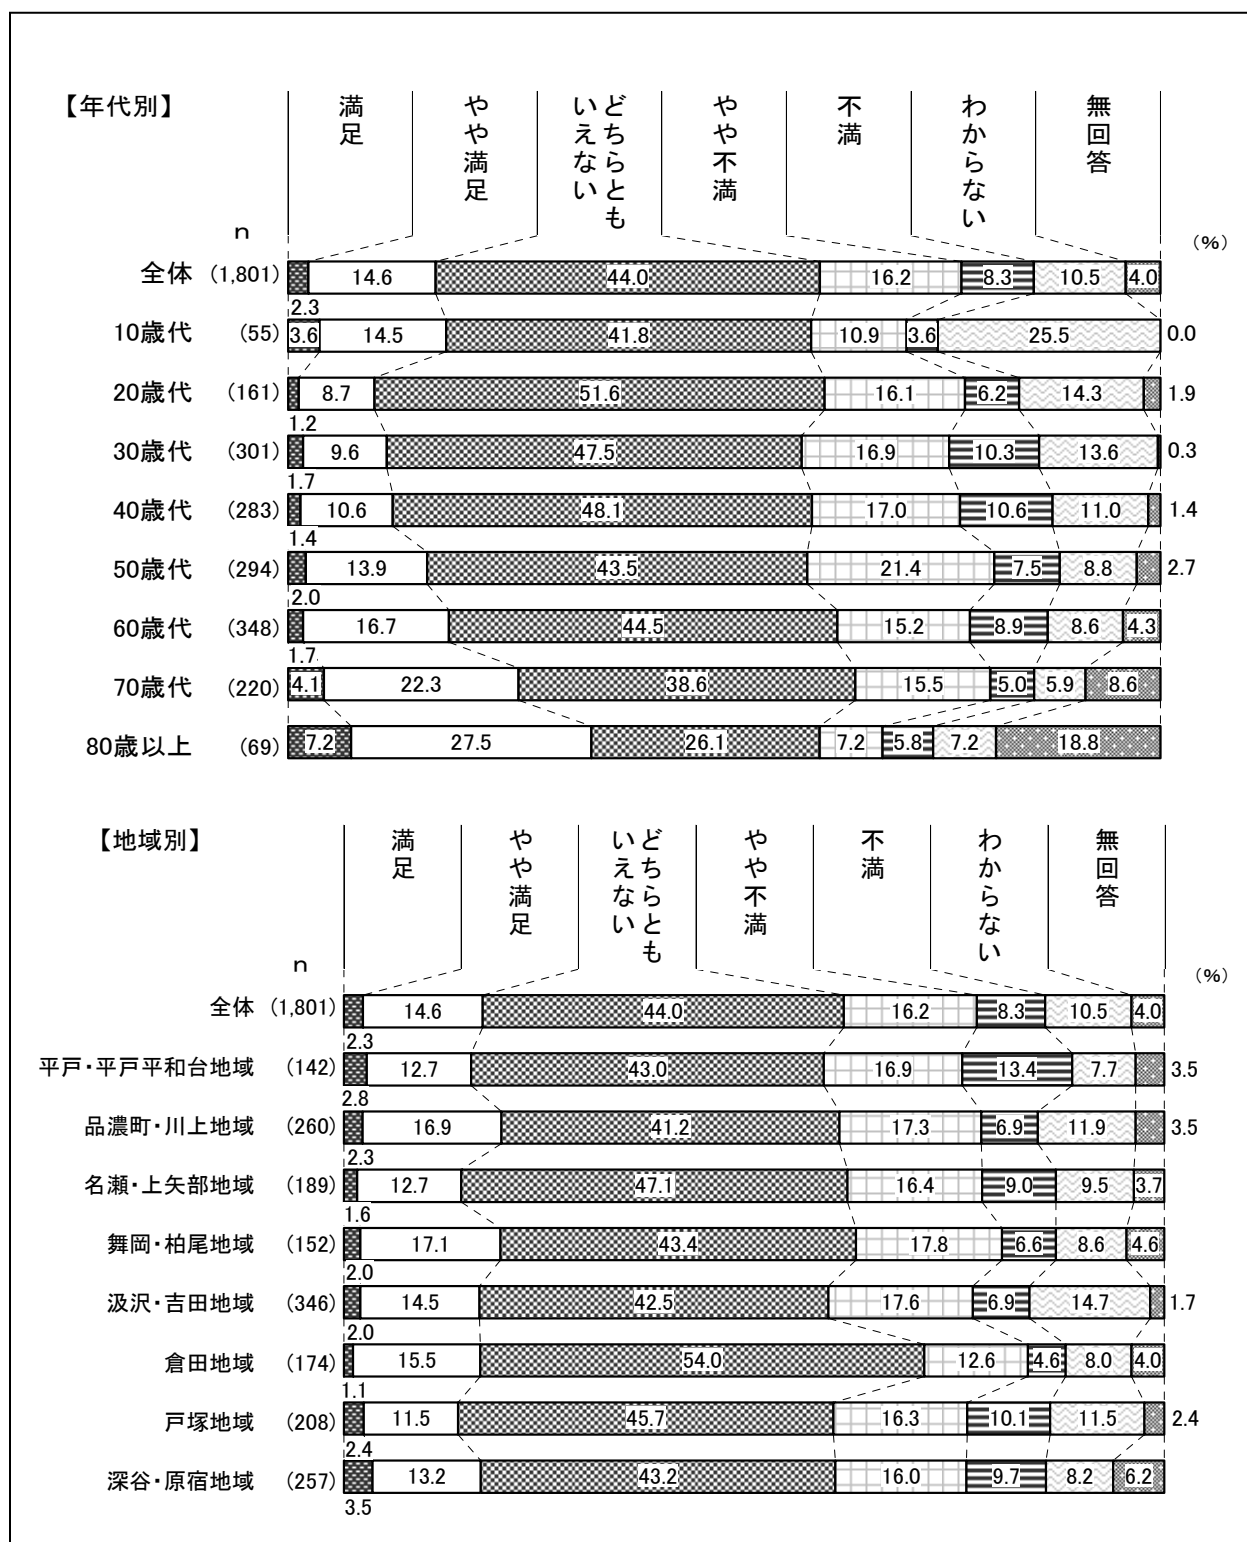 【年代別】
満足
やや満足
どちらとも
いえない
やや不満
不満
わからない
無回答
n
(%)
全体 (1,801) 14.6 44.0 16.2 8.3 10.5 4.0
2.3
10歳代 (55) 3.6 14.5 41.8 10.9 3.6 25.5 0.0
20歳代 (161) 8.7 51.6 16.1 6.2 14.3 1.9
1.2
30歳代 (301) 9.6 47.5 16.9 10.3 13.6 0.3
1.7
40歳代 (283) 10.6 48.1 17.0 10.6 11.0 1.4
1.4
50歳代 (294) 13.9 43.5 21.4 7.5 8.8 2.7
2.0
60歳代 (348) 16.7 44.5 15.2 8.9 8.6 4.3
1.7
70歳代 (220) 4.1 22.3 38.6 15.5 5.0 5.9 8.6
80歳以上 (69) 7.2 27.5 26.1 7.2 5.8 7.2 18.8
【地域別】
満足
やや満足
どちらとも
いえない
やや不満
不満
わからない
無回答
n
(%)
全体 (1,801) 14.6 44.0 16.2 8.3 10.5 4.0
2.3
平戸・平戸平和台地域 (142) 12.7 43.0 16.9 13.4 7.7 3.5
2.8
品濃町・川上地域 (260) 16.9 41.2 17.3 6.9 11.9 3.5
2.3
名瀬・上矢部地域 (189) 12.7 47.1 16.4 9.0 9.5 3.7
1.6
舞岡・柏尾地域 (152) 17.1 43.4 17.8 6.6 8.6 4.6
2.0
汲沢・吉田地域 (346) 14.5 42.5 17.6 6.9 14.7 1.7
2.0
倉田地域 (174) 15.5 54.0 12.6 4.6 8.0 4.0
1.1
戸塚地域 (208) 11.5 45.7 16.3 10.1 11.5 2.4
2.4
深谷・原宿地域 (257) 13.2 43.2 16.0 9.7 8.2 6.2
3.5